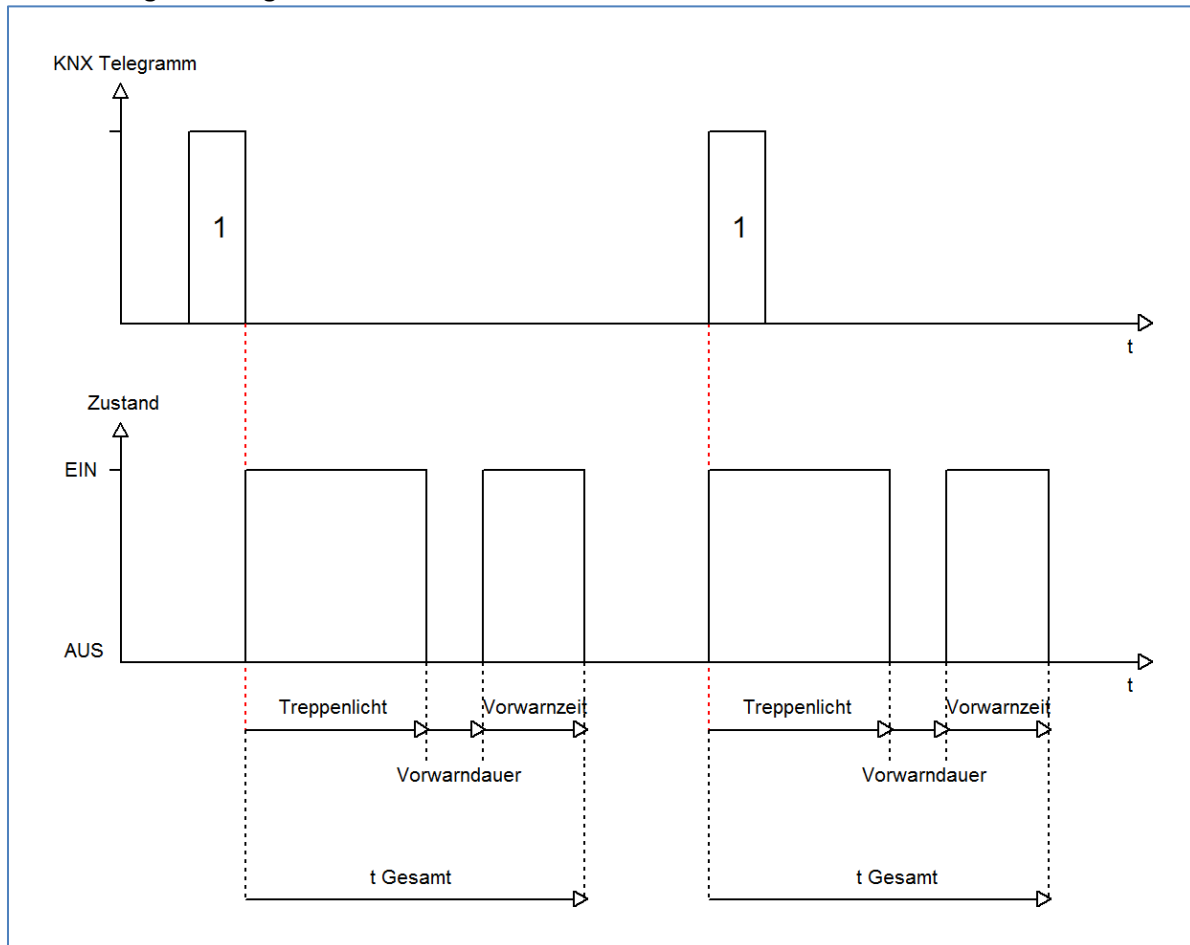 KNX Telegramm
1
1
t
Zustand
EIN
AUS
t
Treppenlicht
Vorwarnzeit
Treppenlicht
Vorwarnzeit
Vorwarndauer
Vorwarndauer
t Gesamt
t Gesamt